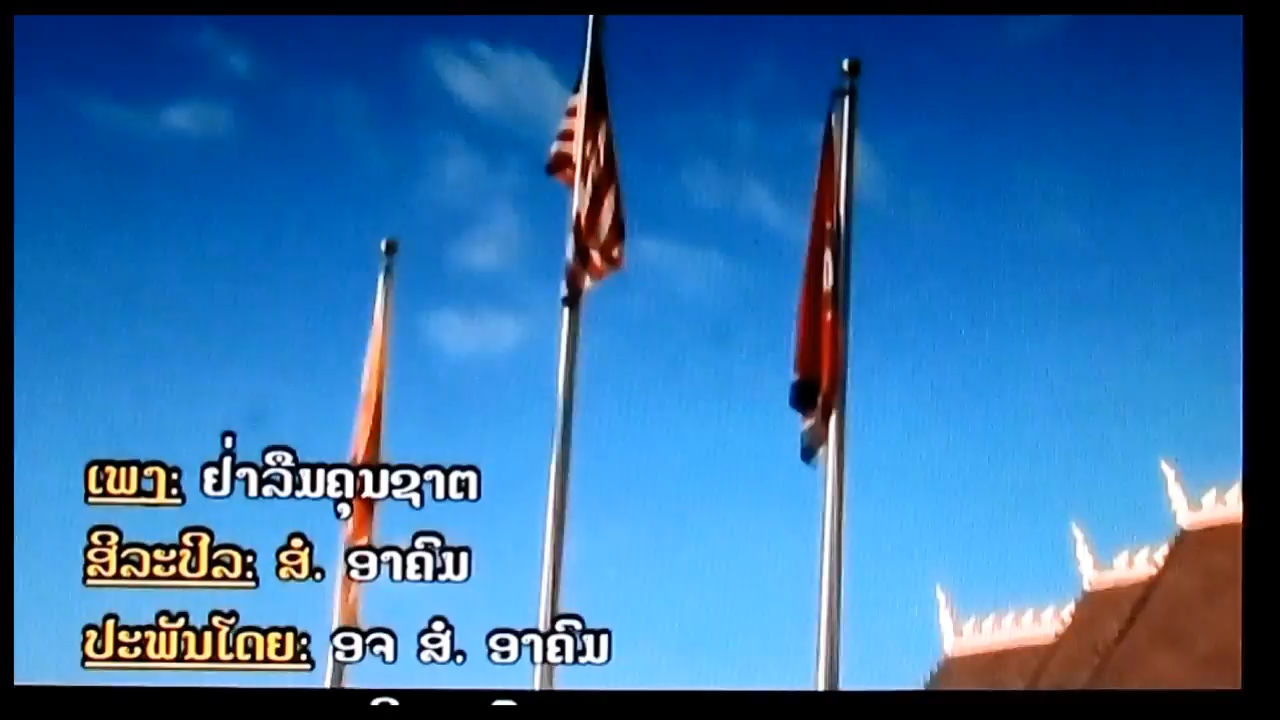 ເພງ: ຢ່າລືມຄຸນຊາຕ
ສິລະປິລ: ສໍ. ອາຄົມ
ປະພັນໂດຍ: ອຈ ສໍ. ອາຄົມ